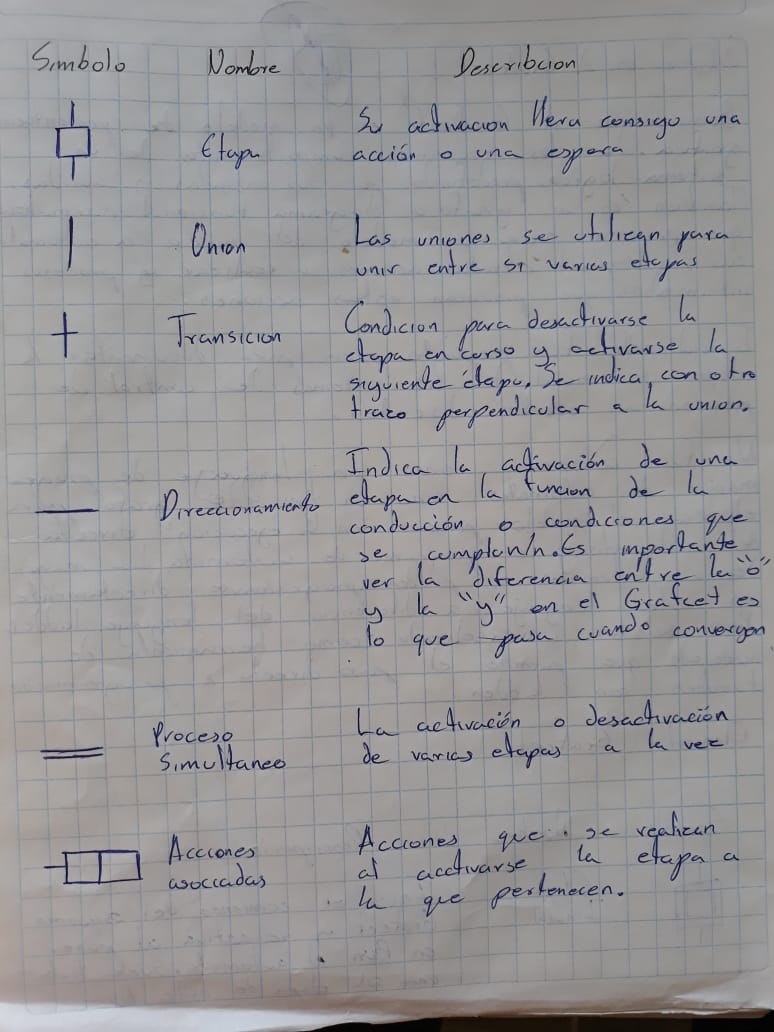 Simbolo Nombre Describcion
Etapa
Su activacion lleva consigo una
acción o una espera
Union
Las uniones se utilizan para
unir entre si varias etapas
Transicion
Condicion para desactivarse la
etapa en curso y activarse la
siguiente etapa. Se indica con otro
trazo perpendicular a la union.
Direccionamiento
Indica la activación de una
etapa en la funcion de la
conducción o condiciones que
se cumplan/n. Es importante
ver la diferencia entre la "o"
y la "y" en el Grafcet es
lo que pasa cuando convergen
Proceso
Simultaneo
La activación o desactivación
de varias etapas a la vez
Acciones
asociadas
Acciones que se realizan
al acctivarse la etapa a
la que pertenecen.